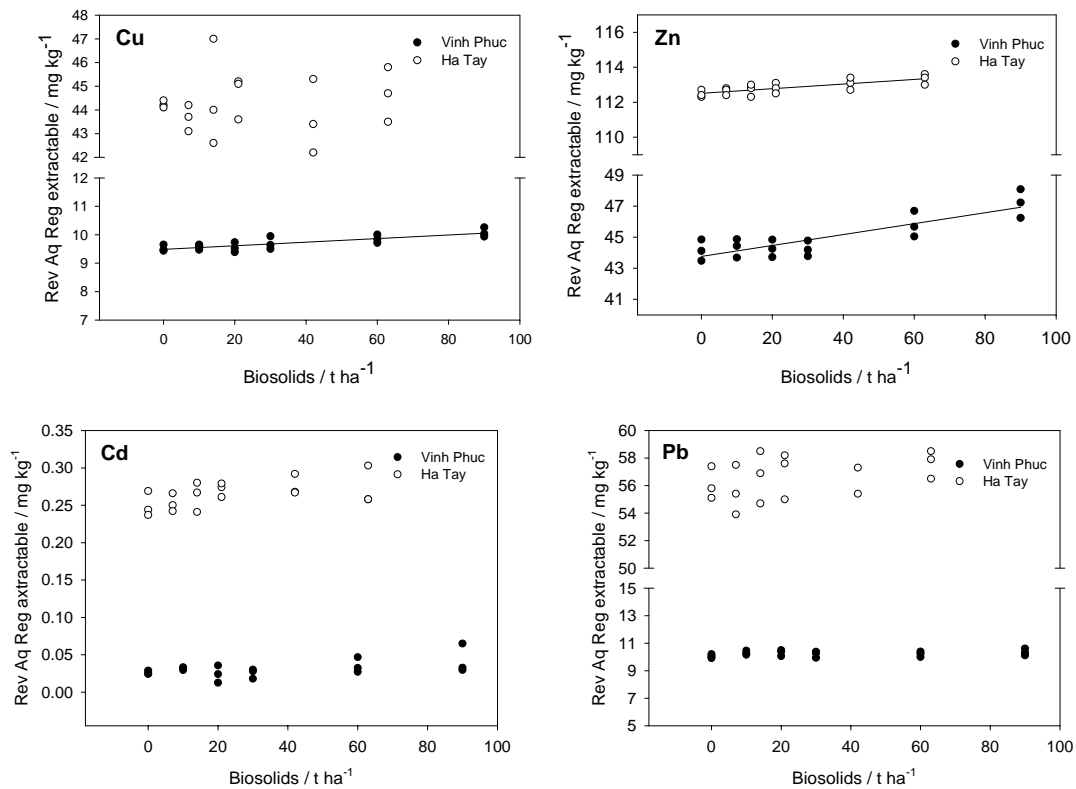 Cu
Vinh Phuc
Ha Tay
Rev Aq Reg extractable / mg kg-1
48
47
46
45
44
43
42
12
11
10
9
8
7
0 20 40 60 80 100
Biosolids / t ha-1
Zn
Vinh Phuc
Ha Tay
Rev Aq Reg extractable / mg kg-1
116
114
112
110
49
47
45
43
41
0 20 40 60 80 100
Biosolids / t ha-1
Cd
Vinh Phuc
Ha Tay
Rev Aq Reg axtractable / mg kg-1
0.35
0.30
0.25
0.20
0.15
0.10
0.05
0.00
0 20 40 60 80 100
Biosolids / t ha-1
Pb
Vinh Phuc
Ha Tay
Rev Aq Reg extractable / mg kg-1
60
58
56
54
52
50
15
13
11
9
7
5
0 20 40 60 80 100
Biosolids / t ha-1